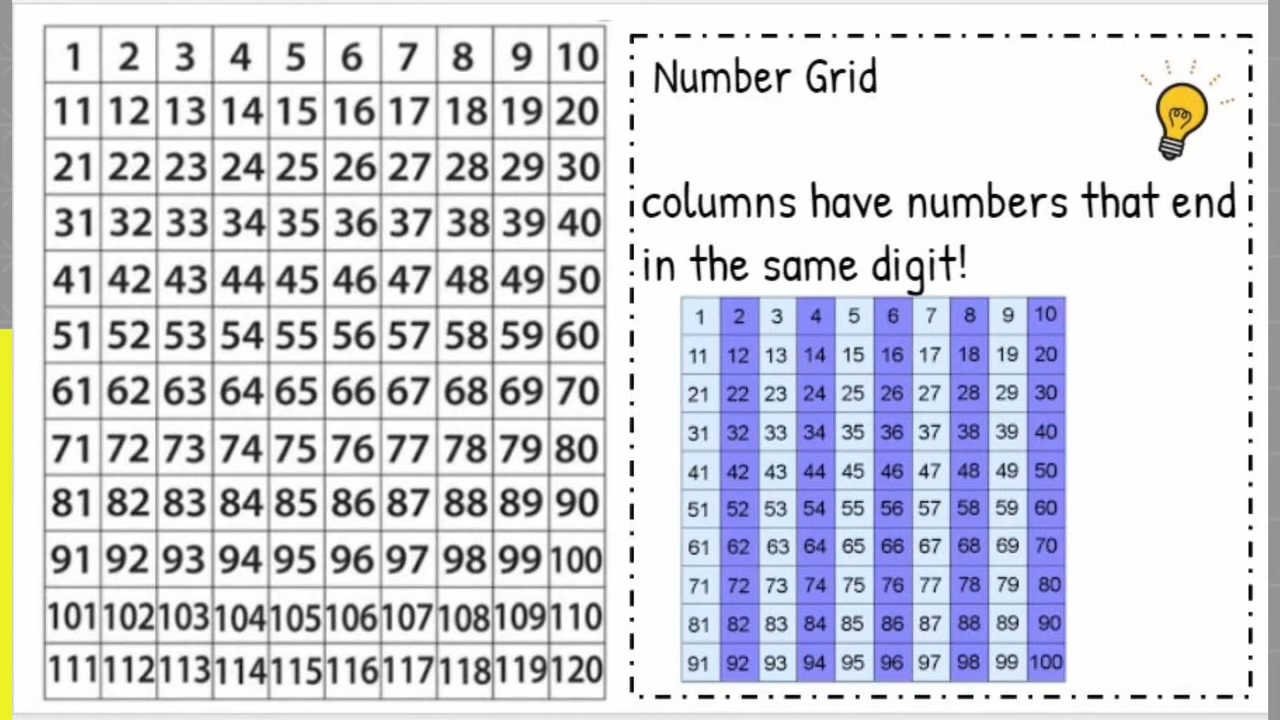 1 2 3 4 5 6 7 8 9 10
11 12 13 14 15 16 17 18 19 20
21 22 23 24 25 26 27 28 29 30
31 32 33 34 35 36 37 38 39 40
41 42 43 44 45 46 47 48 49 50
51 52 53 54 55 56 57 58 59 60
61 62 63 64 65 66 67 68 69 70
71 72 73 74 75 76 77 78 79 80
81 82 83 84 85 86 87 88 89 90
91 92 93 94 95 96 97 98 99 100
101 102 103 104 105 106 107 108 109 110
111 112 113 114 115 116 117 118 119 120
Number Grid
columns have numbers that end
in the same digit!
1 2 3 4 5 6 7 8 9 10
11 12 13 14 15 16 17 18 19 20
21 22 23 24 25 26 27 28 29 30
31 32 33 34 35 36 37 38 39 40
41 42 43 44 45 46 47 48 49 50
51 52 53 54 55 56 57 58 59 60
61 62 63 64 65 66 67 68 69 70
71 72 73 74 75 76 77 78 79 80
81 82 83 84 85 86 87 88 89 90
91 92 93 94 95 96 97 98 99 100